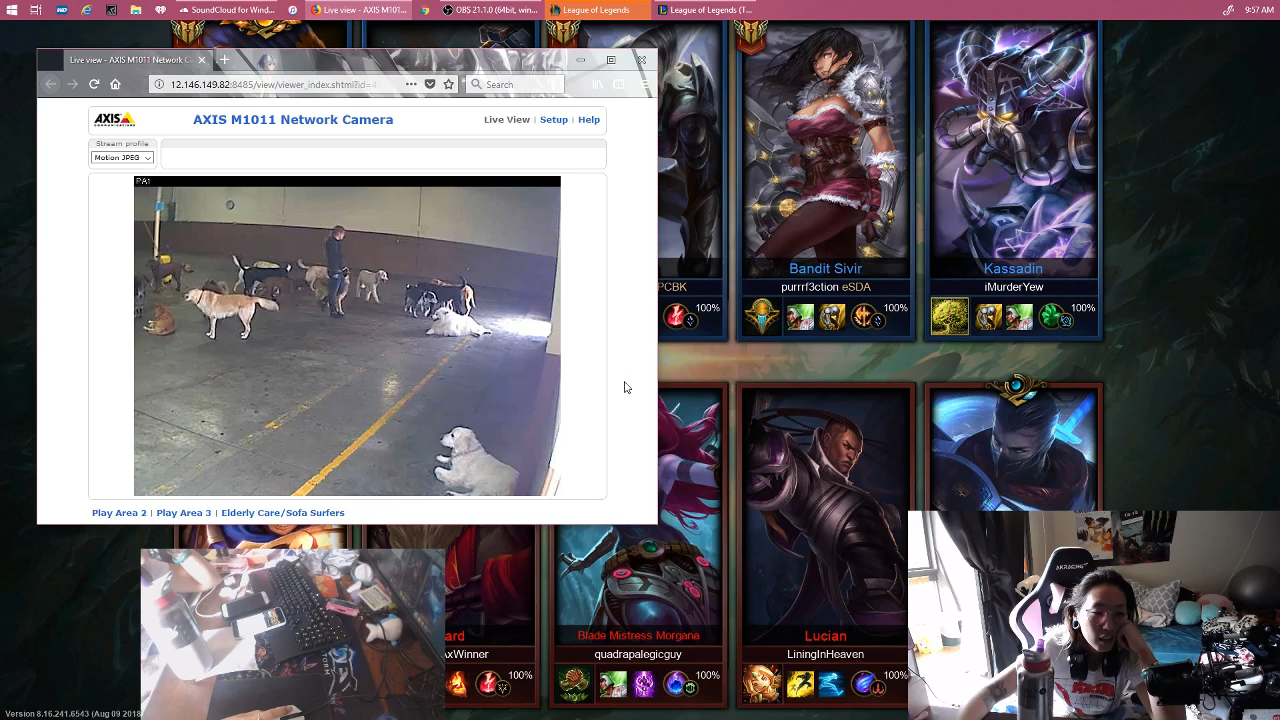 SoundCloud for Wind...
Live view - AXIS M101...
OBS 21.1.0 (64bit, win...
League of Legends
League of Legends (T...
9:57 AM
Live view - AXIS M1011 Network C
12.146.149.82:8485/view/viewer_index.shtml?id=4
Search
AXIS
COMMUNICATIONS
AXIS M1011 Network Camera
Live View | Setup | Help
Stream profile
Motion JPEG
PA1
Play Area 2 | Play Area 3 | Elderly Care/Sofa Surfers
Bandit Sivir
Kassadin
PCBK
purrrf3ction eSDA
iMurderYew
100%
100%
100%
AKRACING
ard
Blade Mistress Morgana
Lucian
xWinner
quadrapalegicguy
LiningInHeaven
100%
100%
100%
Version 8.16.241.6543 (Aug 09 2018